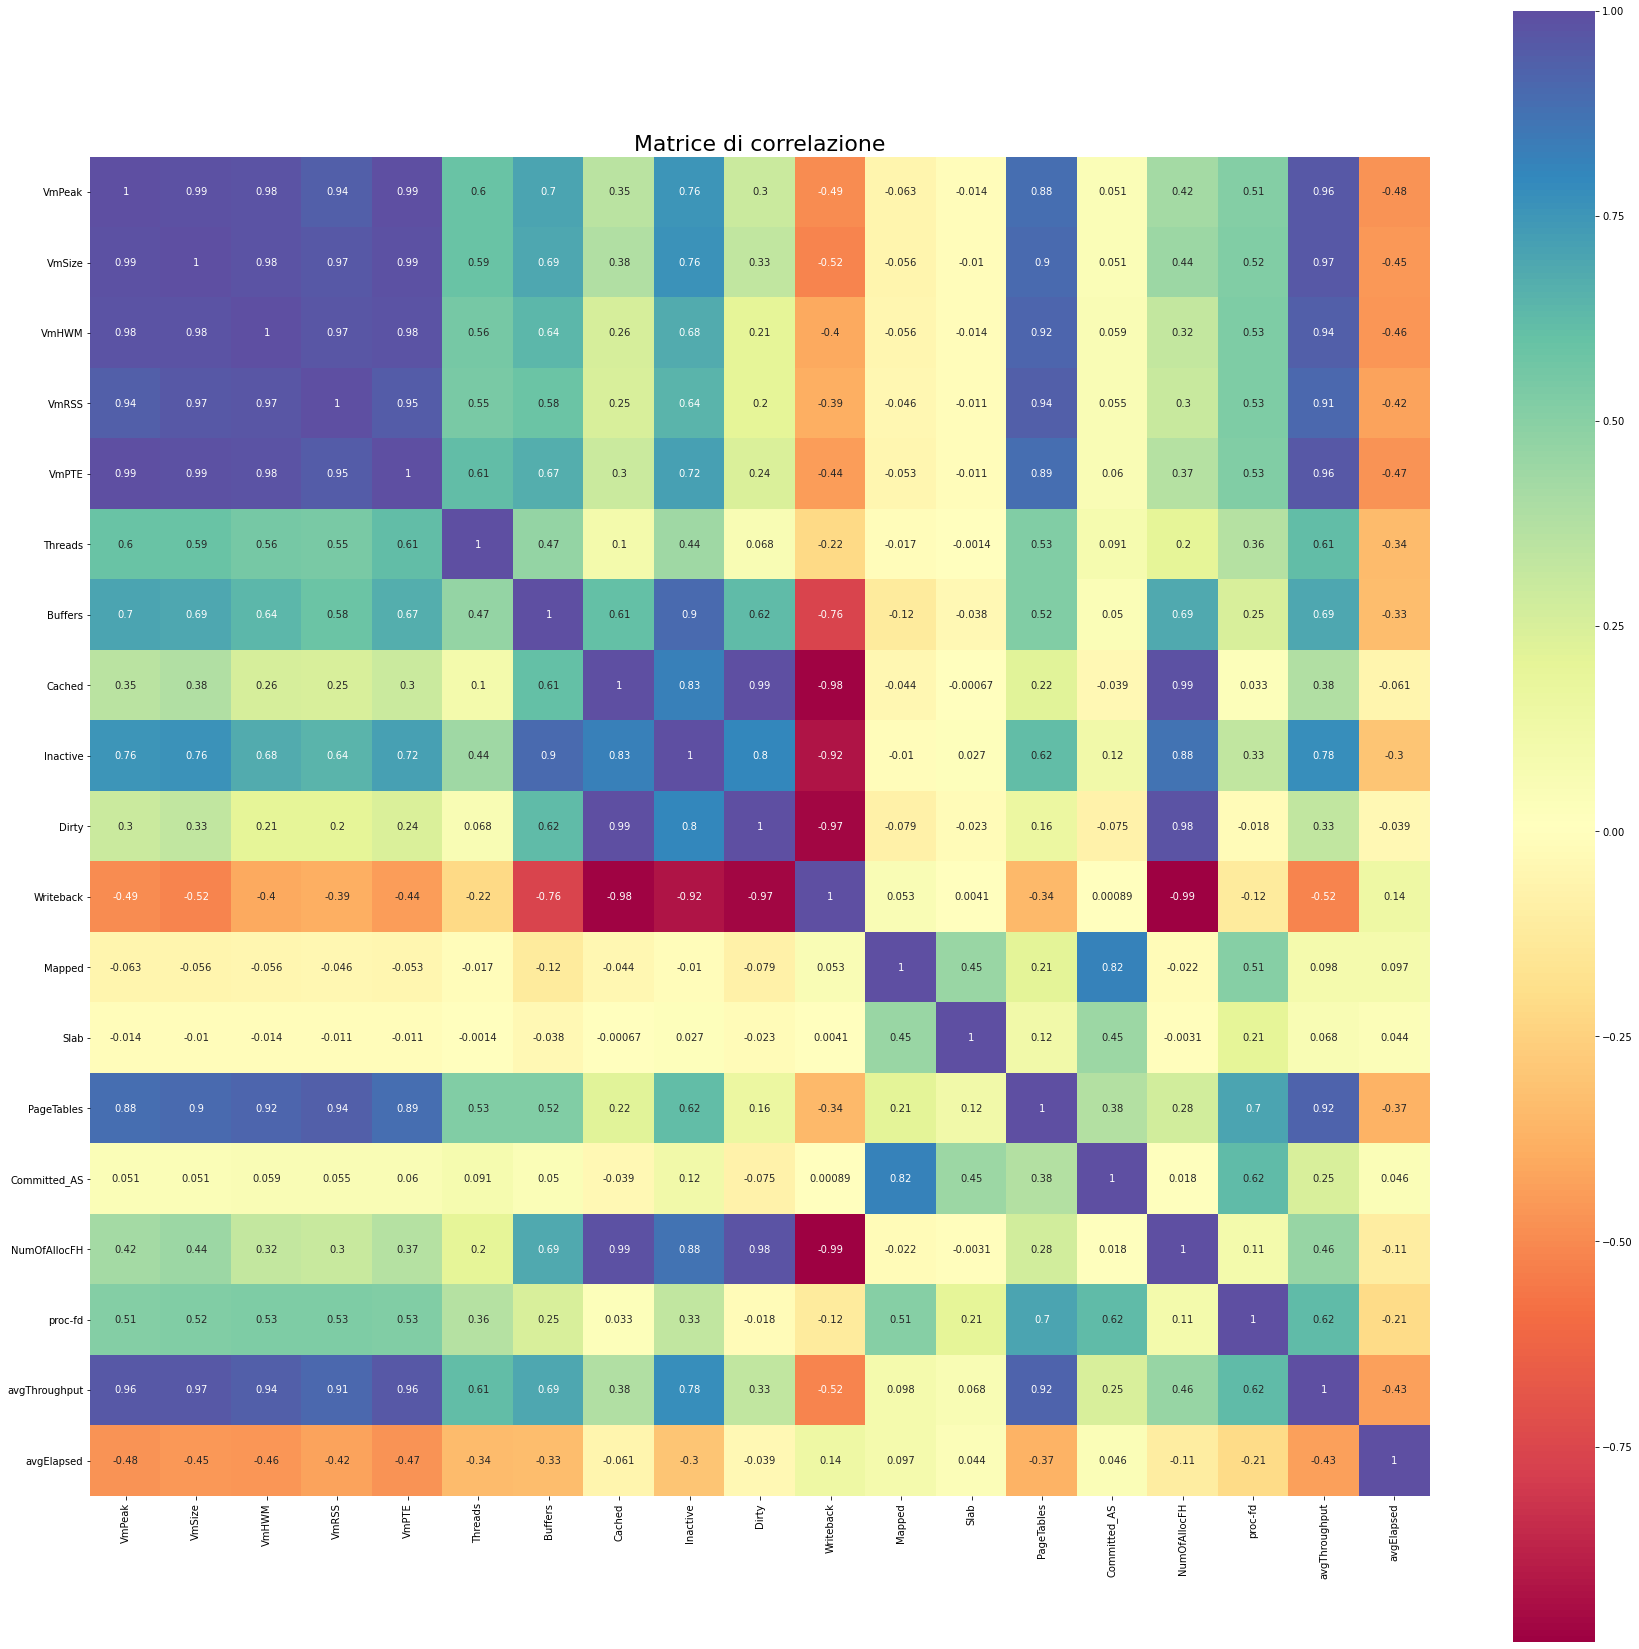 Matrice di correlazione
VmPeak 1 0.99 0.98 0.94 0.99 0.6 0.7 0.35 0.76 0.3 -0.49 -0.063 -0.014 0.88 0.051 0.42 0.51 0.96 -0.48
VmSize 0.99 1 0.98 0.97 0.99 0.59 0.69 0.38 0.76 0.33 -0.52 -0.056 -0.01 0.9 0.051 0.44 0.52 0.97 -0.45
VmHWM 0.98 0.98 1 0.97 0.98 0.56 0.64 0.26 0.68 0.21 -0.4 -0.056 -0.014 0.92 0.059 0.32 0.53 0.94 -0.46
VmRSS 0.94 0.97 0.97 1 0.95 0.55 0.58 0.25 0.64 0.2 -0.39 -0.046 -0.011 0.94 0.055 0.3 0.53 0.91 -0.42
VmPTE 0.99 0.99 0.98 0.95 1 0.61 0.67 0.3 0.72 0.24 -0.44 -0.053 -0.011 0.89 0.06 0.37 0.53 0.96 -0.47
Threads 0.6 0.59 0.56 0.55 0.61 1 0.47 0.1 0.44 0.068 -0.22 -0.017 -0.0014 0.53 0.091 0.2 0.36 0.61 -0.34
Buffers 0.7 0.69 0.64 0.58 0.67 0.47 1 0.61 0.9 0.62 -0.76 -0.12 -0.038 0.52 0.05 0.69 0.25 0.69 -0.33
Cached 0.35 0.38 0.26 0.25 0.3 0.1 0.61 1 0.83 0.99 -0.98 -0.044 -0.00067 0.22 -0.039 0.99 0.033 0.38 -0.061
Inactive 0.76 0.76 0.68 0.64 0.72 0.44 0.9 0.83 1 0.8 -0.92 -0.01 0.027 0.62 0.12 0.88 0.33 0.78 -0.3
Dirty 0.3 0.33 0.21 0.2 0.24 0.068 0.62 0.99 0.8 1 -0.97 -0.079 -0.023 0.16 -0.075 0.98 -0.018 0.33 -0.039
Writeback -0.49 -0.52 -0.4 -0.39 -0.44 -0.22 -0.76 -0.98 -0.92 -0.97 1 0.053 0.0041 -0.34 0.00089 -0.99 -0.12 -0.52 0.14
Mapped -0.063 -0.056 -0.056 -0.046 -0.053 -0.017 -0.12 -0.044 -0.01 -0.079 0.053 1 0.45 0.21 0.82 -0.022 0.51 0.098 0.097
Slab -0.014 -0.01 -0.014 -0.011 -0.011 -0.0014 -0.038 -0.00067 0.027 -0.023 0.0041 0.45 1 0.12 0.45 -0.0031 0.21 0.068 0.044
PageTables 0.88 0.9 0.92 0.94 0.89 0.53 0.52 0.22 0.62 0.16 -0.34 0.21 0.12 1 0.38 0.28 0.7 0.92 -0.37
Committed_AS 0.051 0.051 0.059 0.055 0.06 0.091 0.05 -0.039 0.12 -0.075 0.00089 0.82 0.45 0.38 1 0.018 0.62 0.25 0.046
NumOfAllocFH 0.42 0.44 0.32 0.3 0.37 0.2 0.69 0.99 0.88 0.98 -0.99 -0.022 -0.0031 0.28 0.018 1 0.11 0.46 -0.11
proc-fd 0.51 0.52 0.53 0.53 0.53 0.36 0.25 0.033 0.33 -0.018 -0.12 0.51 0.21 0.7 0.62 0.11 1 0.62 -0.21
avgThroughput 0.96 0.97 0.94 0.91 0.96 0.61 0.69 0.38 0.78 0.33 -0.52 0.098 0.068 0.92 0.25 0.46 0.62 1 -0.43
avgElapsed -0.48 -0.45 -0.46 -0.42 -0.47 -0.34 -0.33 -0.061 -0.3 -0.039 0.14 0.097 0.044 -0.37 0.046 -0.11 -0.21 -0.43 1
VmPeak VmSize VmHWM VmRSS VmPTE Threads Buffers Cached Inactive Dirty Writeback Mapped Slab PageTables Committed_AS NumOfAllocFH proc-fd avgThroughput avgElapsed
1.00
0.75
0.50
0.25
0.00
−0.25
−0.50
−0.75